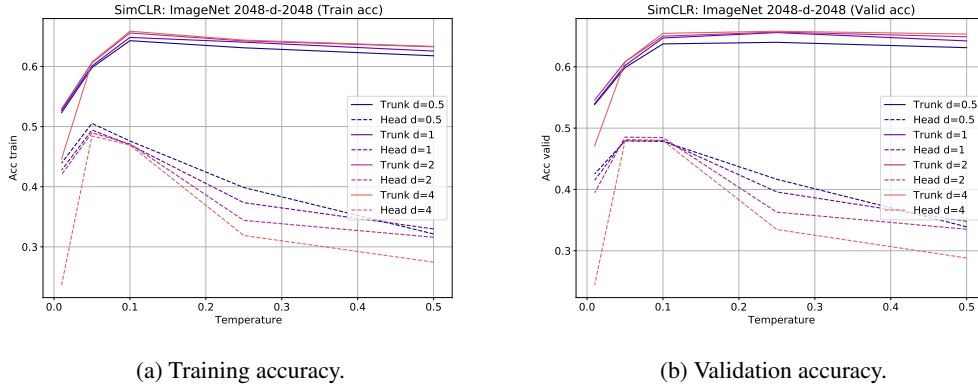 SimCLR: ImageNet 2048-d-2048 (Train acc)
Acc train
0.6
0.5
0.4
0.3
0.0 0.1 0.2 0.3 0.4 0.5
Temperature
Trunk d=0.5
Head d=0.5
Trunk d=1
Head d=1
Trunk d=2
Head d=2
Trunk d=4
Head d=4
(a) Training accuracy.
SimCLR: ImageNet 2048-d-2048 (Valid acc)
Acc valid
0.6
0.5
0.4
0.3
0.0 0.1 0.2 0.3 0.4 0.5
Temperature
Trunk d=0.5
Head d=0.5
Trunk d=1
Head d=1
Trunk d=2
Head d=2
Trunk d=4
Head d=4
(b) Validation accuracy.